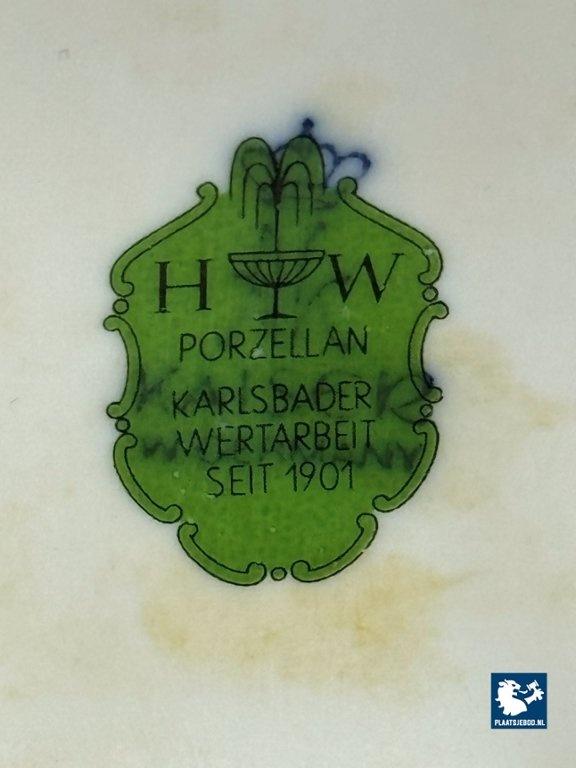 H W
PORZELLAN
KARLSBADER
WERTARBEIT
SEIT 1901
PLAATSJEBOD.NL